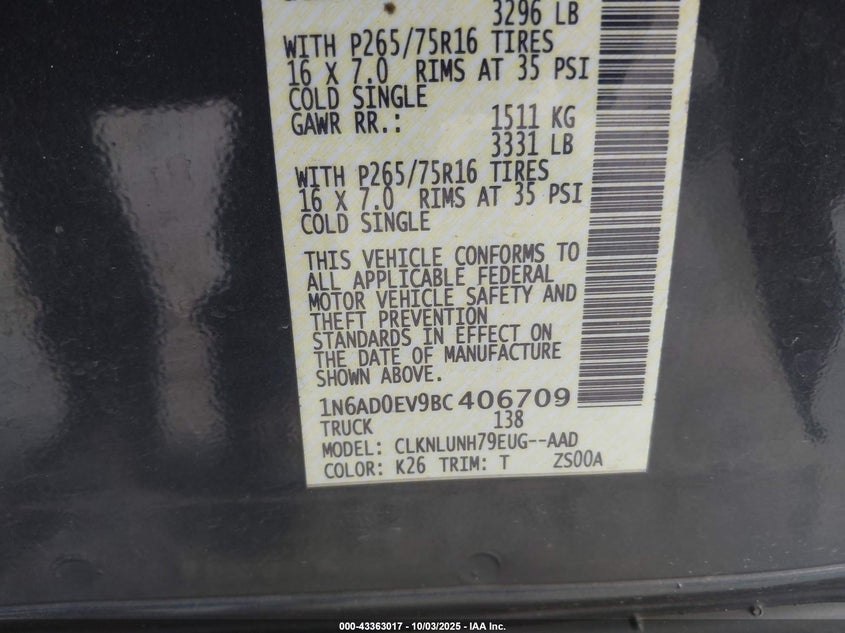 3296 LB
WITH P265/75R16 TIRES
16 X 7.0 RIMS AT 35 PSI
COLD SINGLE
GAWR RR.: 1511 KG
3331 LB
WITH P265/75R16 TIRES
16 X 7.0 RIMS AT 35 PSI
COLD SINGLE
THIS VEHICLE CONFORMS TO
ALL APPLICABLE FEDERAL
MOTOR VEHICLE SAFETY AND
THEFT PREVENTION
STANDARDS IN EFFECT ON
THE DATE OF MANUFACTURE
SHOWN ABOVE.
1N6AD0EV9BC 406709
TRUCK 138
MODEL: CLKNLUNH79EUG--AAD
COLOR: K26 TRIM: T ZS00A
000-43363017 - 10/03/2025 - IAA Inc.